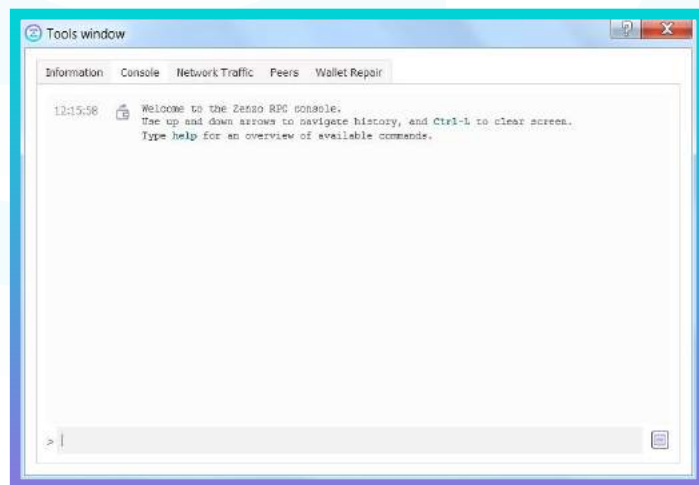 Tools window
Information Console Network Traffic Peers Wallet Repair
12:15:58 Welcome to the Zenzo RPC console.
Use up and down arrows to navigate history, and Ctrl-L to clear screen.
Type help for an overview of available commands.
>